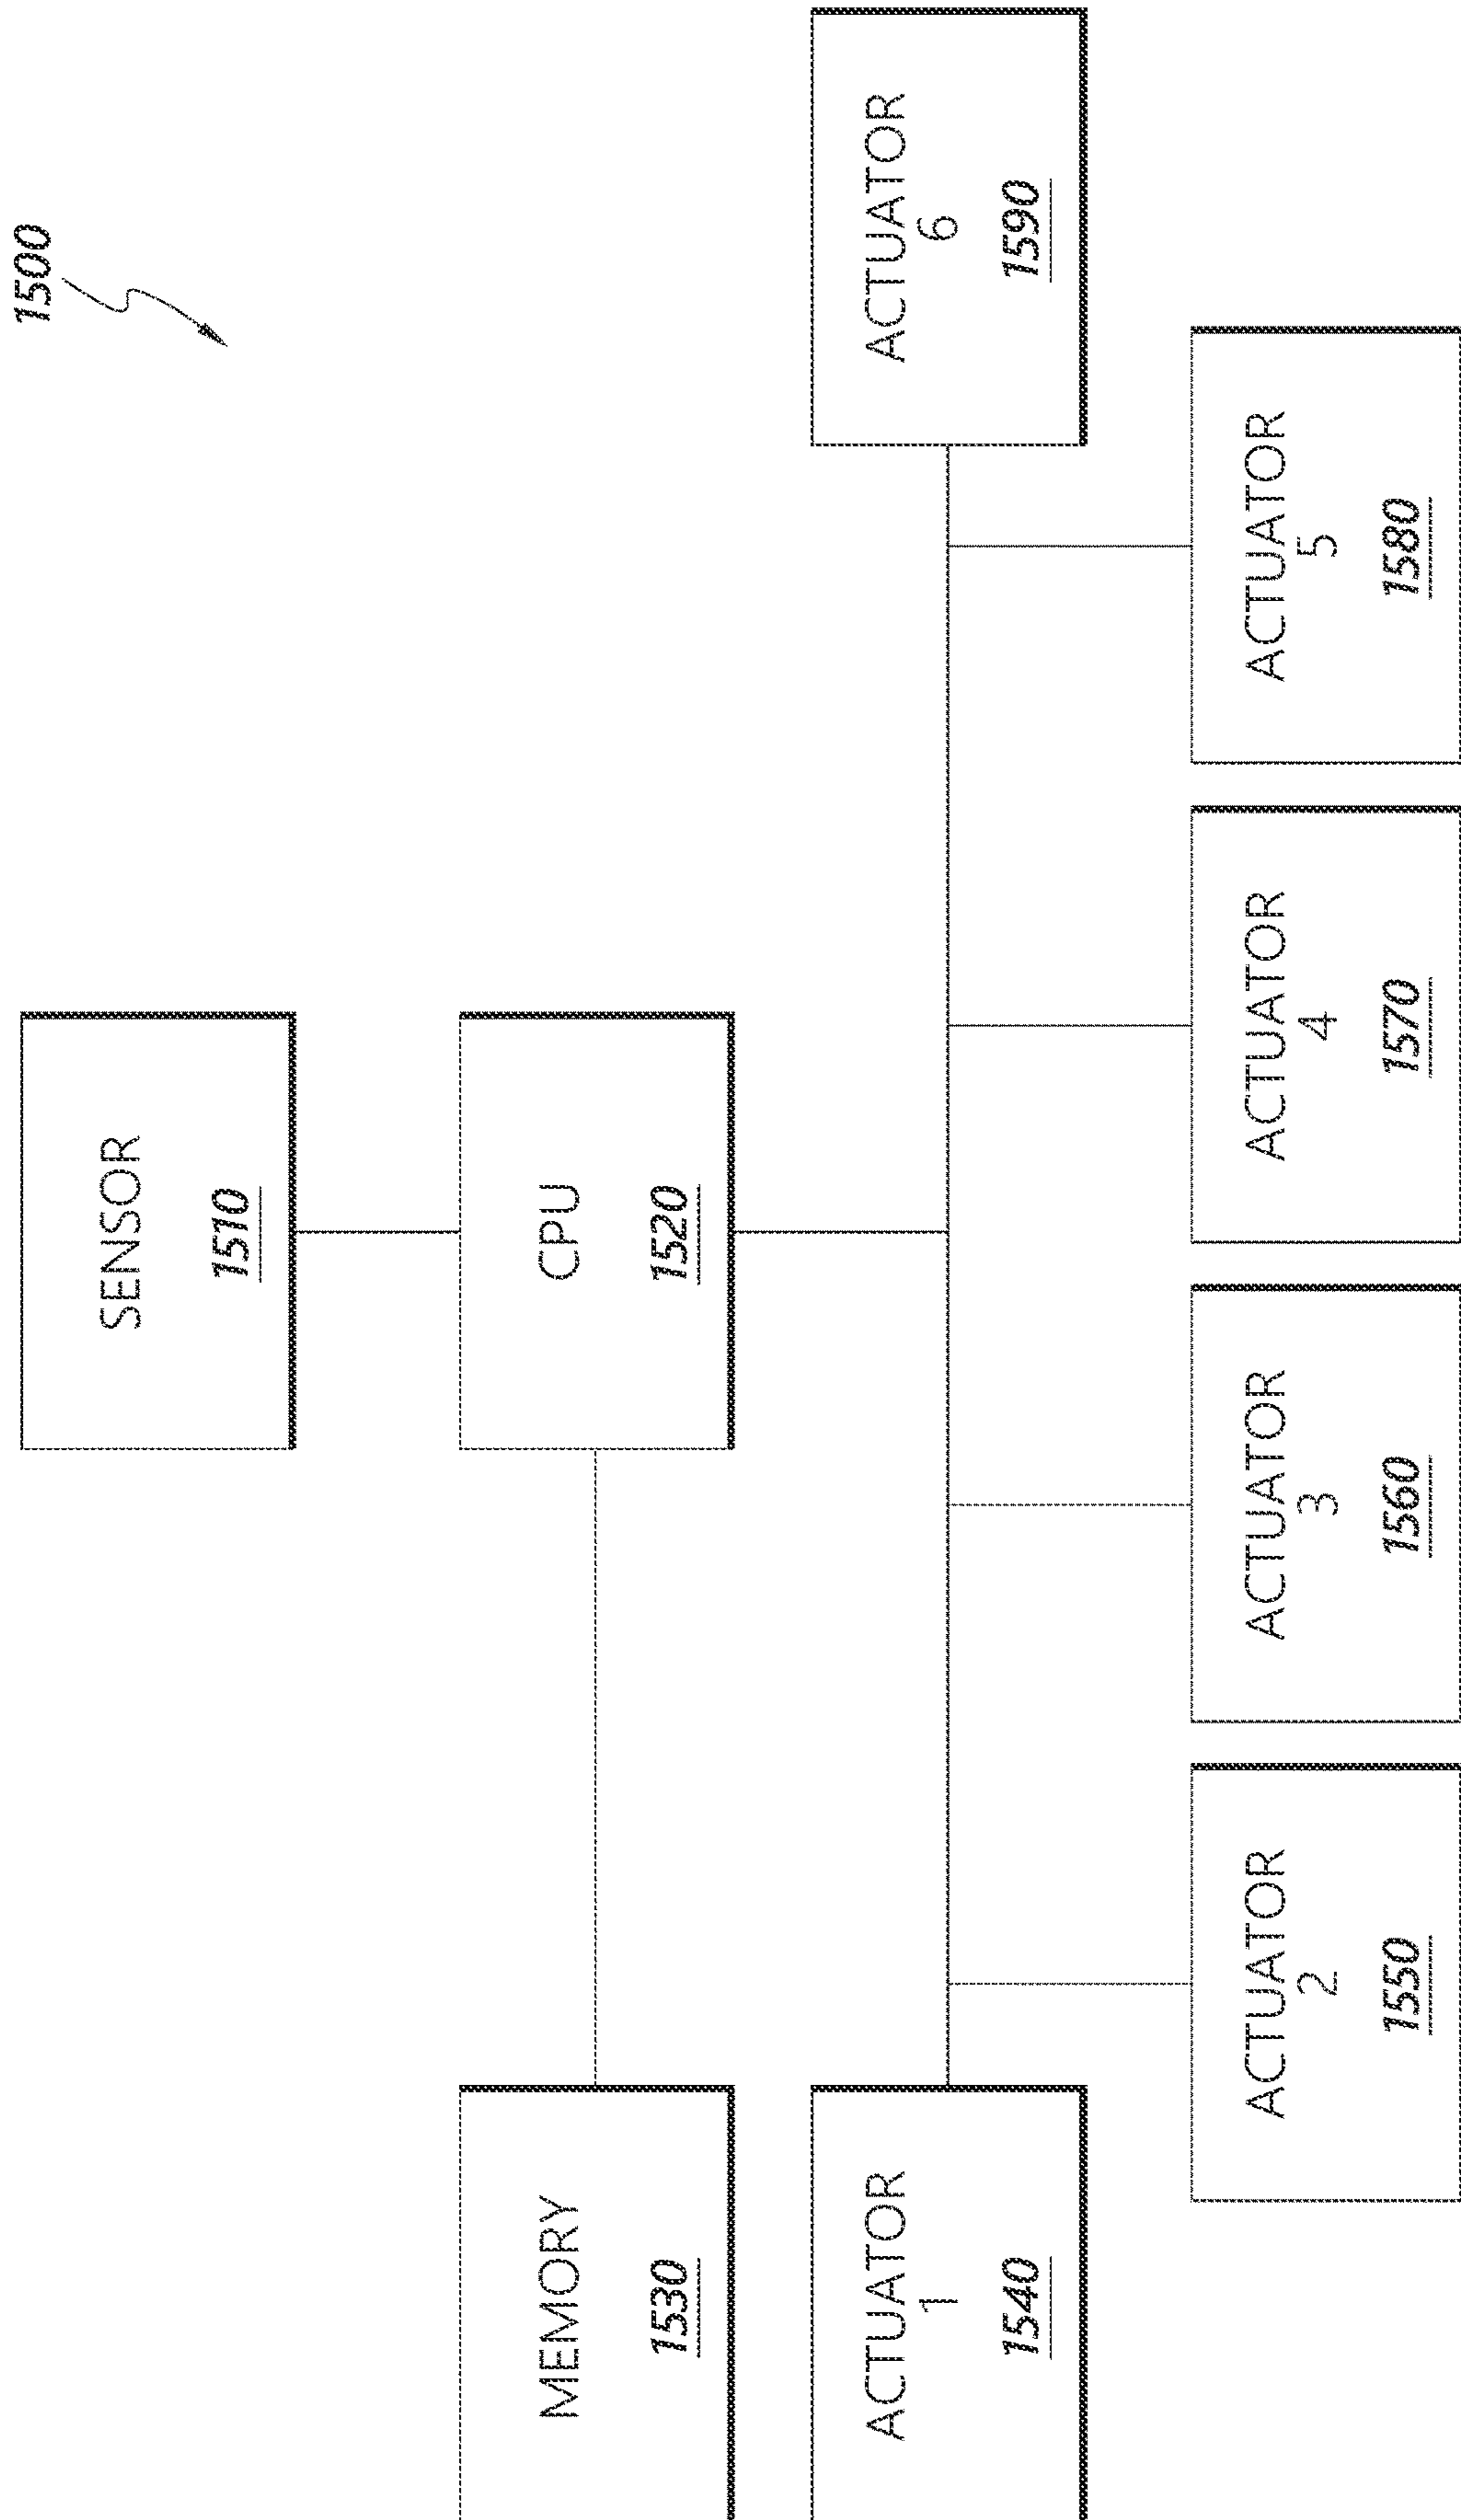 1500
SENSOR
1510
CPU
1520
MEMORY
1530
ACTUATOR
1
1540
ACTUATOR
6
1590
ACTUATOR
2
1550
ACTUATOR
3
1560
ACTUATOR
4
1570
ACTUATOR
5
1580